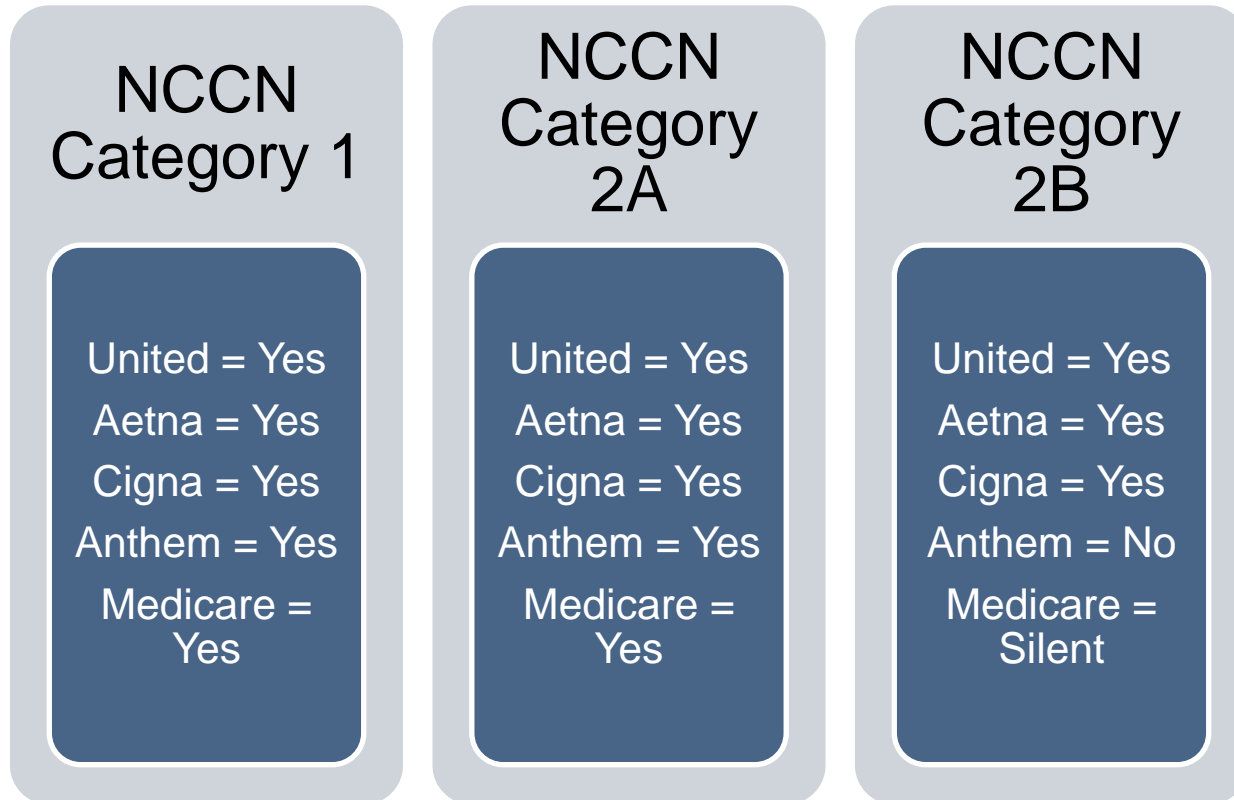 NCCN
Category 1
United = Yes
Aetna = Yes
Cigna = Yes
Anthem = Yes
Medicare =
Yes
NCCN
Category
2A
United = Yes
Aetna = Yes
Cigna = Yes
Anthem = Yes
Medicare =
Yes
NCCN
Category
2B
United = Yes
Aetna = Yes
Cigna = Yes
Anthem = No
Medicare =
Silent